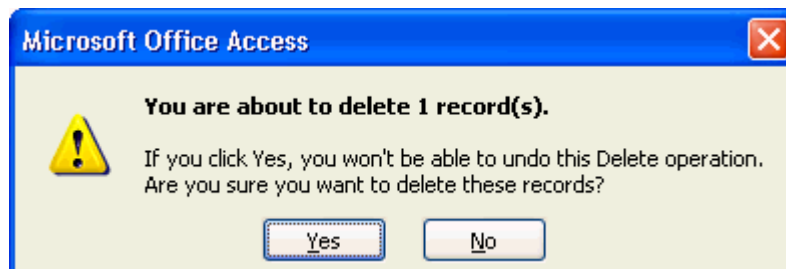 Microsoft Office Access
You are about to delete 1 record(s).
If you click Yes, you won't be able to undo this Delete operation.
Are you sure you want to delete these records?
Yes No